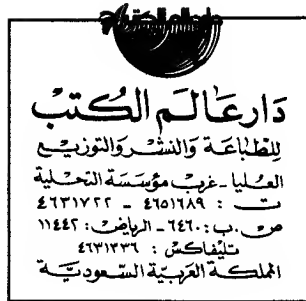 دار عالم الكتب
للطباعة والنشر والتوزيع
العليا - غرب مؤسسة التحلية
ت : ٤٦٥١٦٨٩ - ٤٦٣١٧٢٢
ص.ب : ٦٤٦٠ - الرياض : ١١٤٤٢
تليفاكس : ٤٦٣١٣٣٦
المملكة العربية السعودية